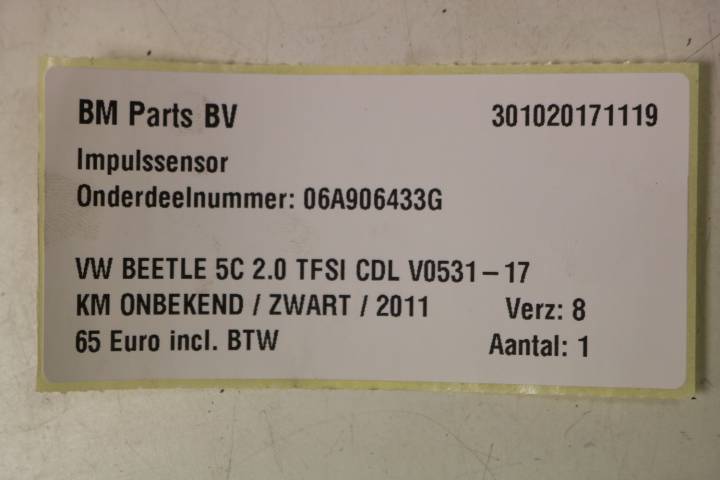 BM Parts BV 301020171119
Impulssensor
Onderdeelnummer: 06A906433G
VW BEETLE 5C 2.0 TFSI CDL V0531-17
KM ONBEKEND / ZWART / 2011 Verz: 8
65 Euro incl. BTW Aantal: 1